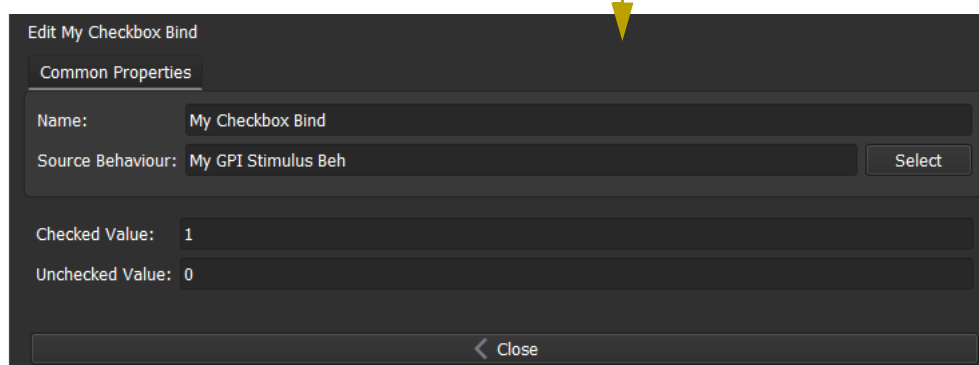 Edit My Checkbox Bind
Common Properties
Name: My Checkbox Bind
Source Behaviour: My GPI Stimulus Beh Select
Checked Value: 1
Unchecked Value: 0
Close